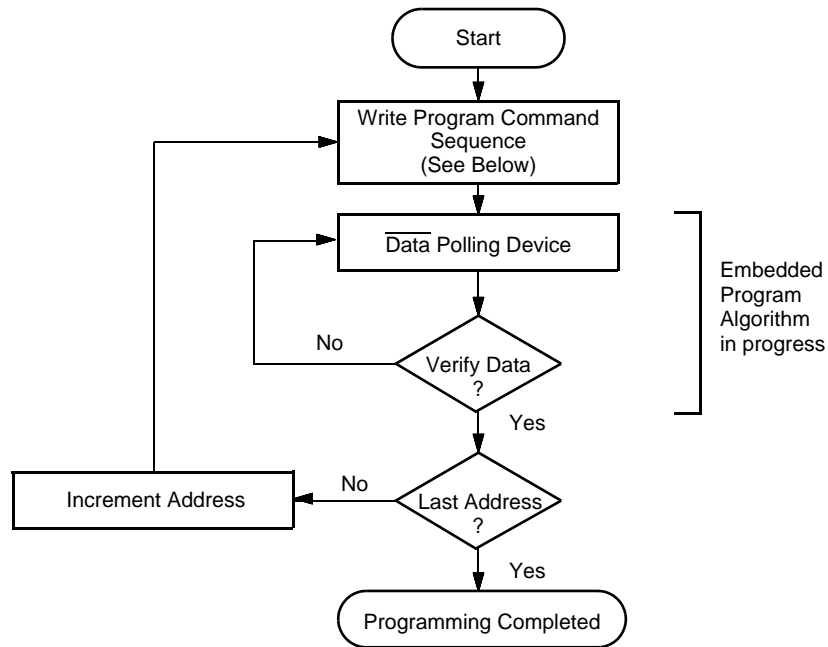 Start
Write Program Command
Sequence
(See Below)
Data Polling Device
Embedded
Program
Algorithm
in progress
No
Verify Data
?
Yes
No
Last Address
?
Increment Address
Yes
Programming Completed